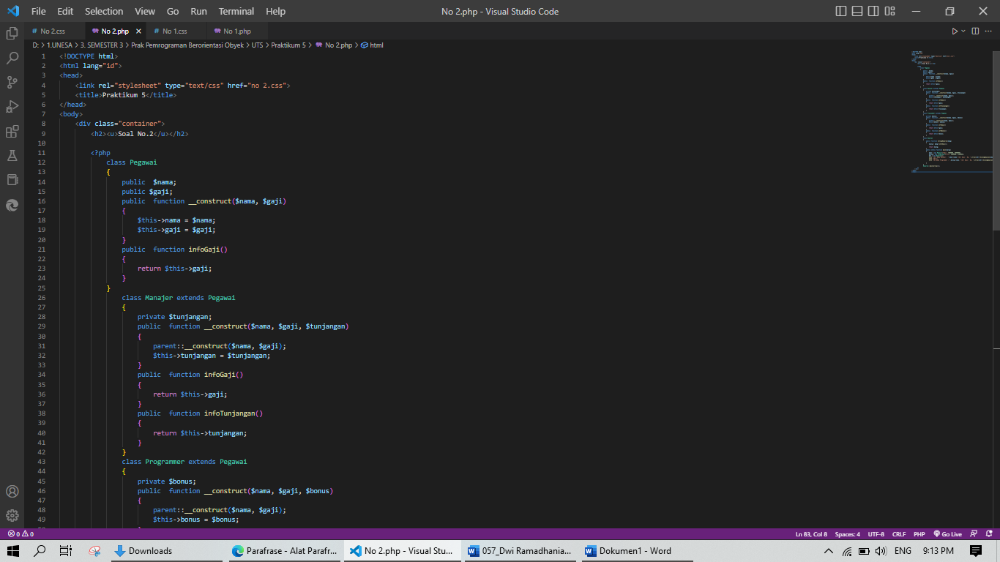 File Edit Selection View Go Run Terminal Help No 2.php - Visual Studio Code
# No 2.css No 2.php # No 1.css No 1.php
D: > 1.UNESA > 3. SEMESTER 3 > Prak Pemrograman Berorientasi Obyek > UTS > Praktikum 5 > No 2.php > html
1 <!DOCTYPE html>
2 <html lang="id">
3 <head>
4 <link rel="stylesheet" type="text/css" href="no 2.css">
5 <title>Praktikum 5</title>
6 </head>
7 <body>
8 <div class="container">
9 <h2><u>Soal No.2</u></h2>
10
11 <?php
12 class Pegawai
13 {
14 public  $nama;
15 public $gaji;
16 public  function __construct($nama, $gaji)
17 {
18 $this->nama = $nama;
19 $this->gaji = $gaji;
20 }
21 public  function infoGaji()
22 {
23 return $this->gaji;
24 }
25 }
26 class Manajer extends Pegawai
27 {
28 private $tunjangan;
29 public  function __construct($nama, $gaji, $tunjangan)
30 {
31 parent::__construct($nama, $gaji);
32 $this->tunjangan = $tunjangan;
33 }
34 public  function infoGaji()
35 {
36 return $this->gaji;
37 }
38 public  function infoTunjangan()
39 {
40 return $this->tunjangan;
41 }
42 }
43 class Programmer extends Pegawai
44 {
45 private $bonus;
46 public  function __construct($nama, $gaji, $bonus)
47 {
48 parent::__construct($nama, $gaji);
49 $this->bonus = $bonus;
0 0 Ln 83, Col 8 Spaces: 4 UTF-8 CRLF PHP Go Live
Downloads Parafrase - Alat Parafr... No 2.php - Visual Stu... 057_Dwi Ramadhania... Dokumen1 - Word ENG 9:13 PM